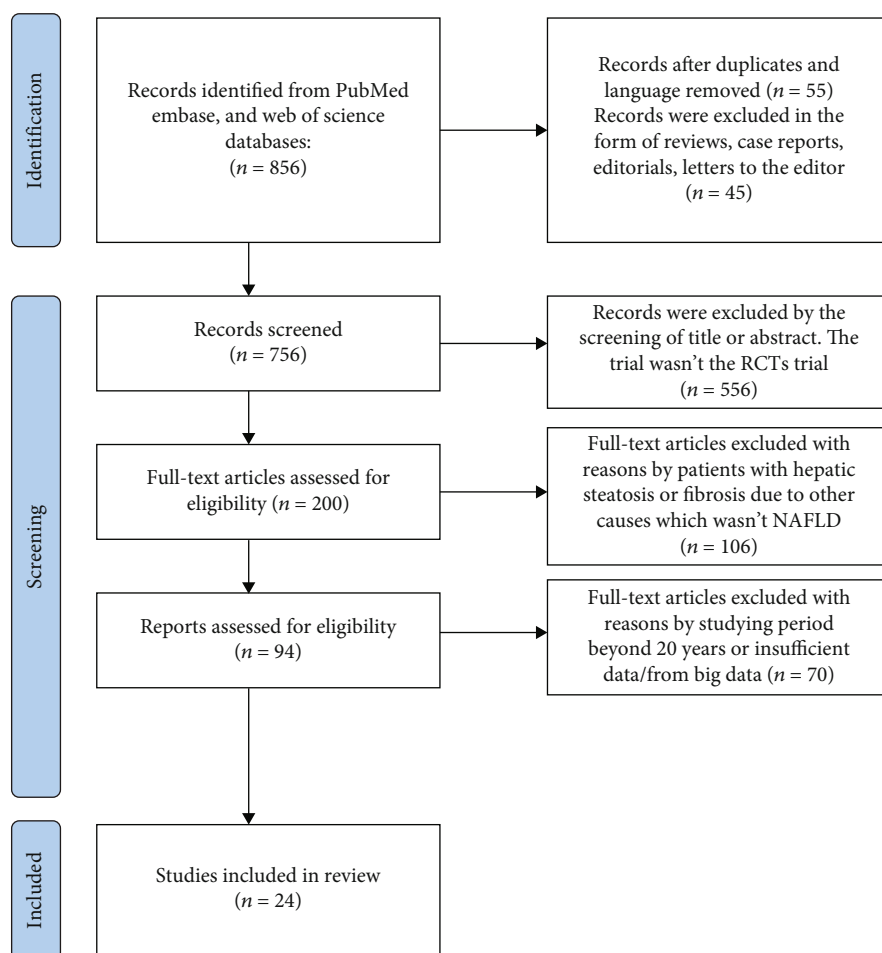 Identification
Records identified from PubMed
embase, and web of science
databases:
(n = 856)
Records after duplicates and
language removed (n = 55)
Records were excluded in the
form of reviews, case reports,
editorials, letters to the editor
(n = 45)
Screening
Records screened
(n = 756)
Records were excluded by the
screening of title or abstract. The
trial wasn't the RCTs trial
(n = 556)
Full-text articles assessed for
eligibility (n = 200)
Full-text articles excluded with
reasons by patients with hepatic
steatosis or fibrosis due to other
causes which wasn't NAFLD
(n = 106)
Reports assessed for eligibility
(n = 94)
Full-text articles excluded with
reasons by studying period
beyond 20 years or insufficient
data/from big data (n = 70)
Included
Studies included in review
(n = 24)